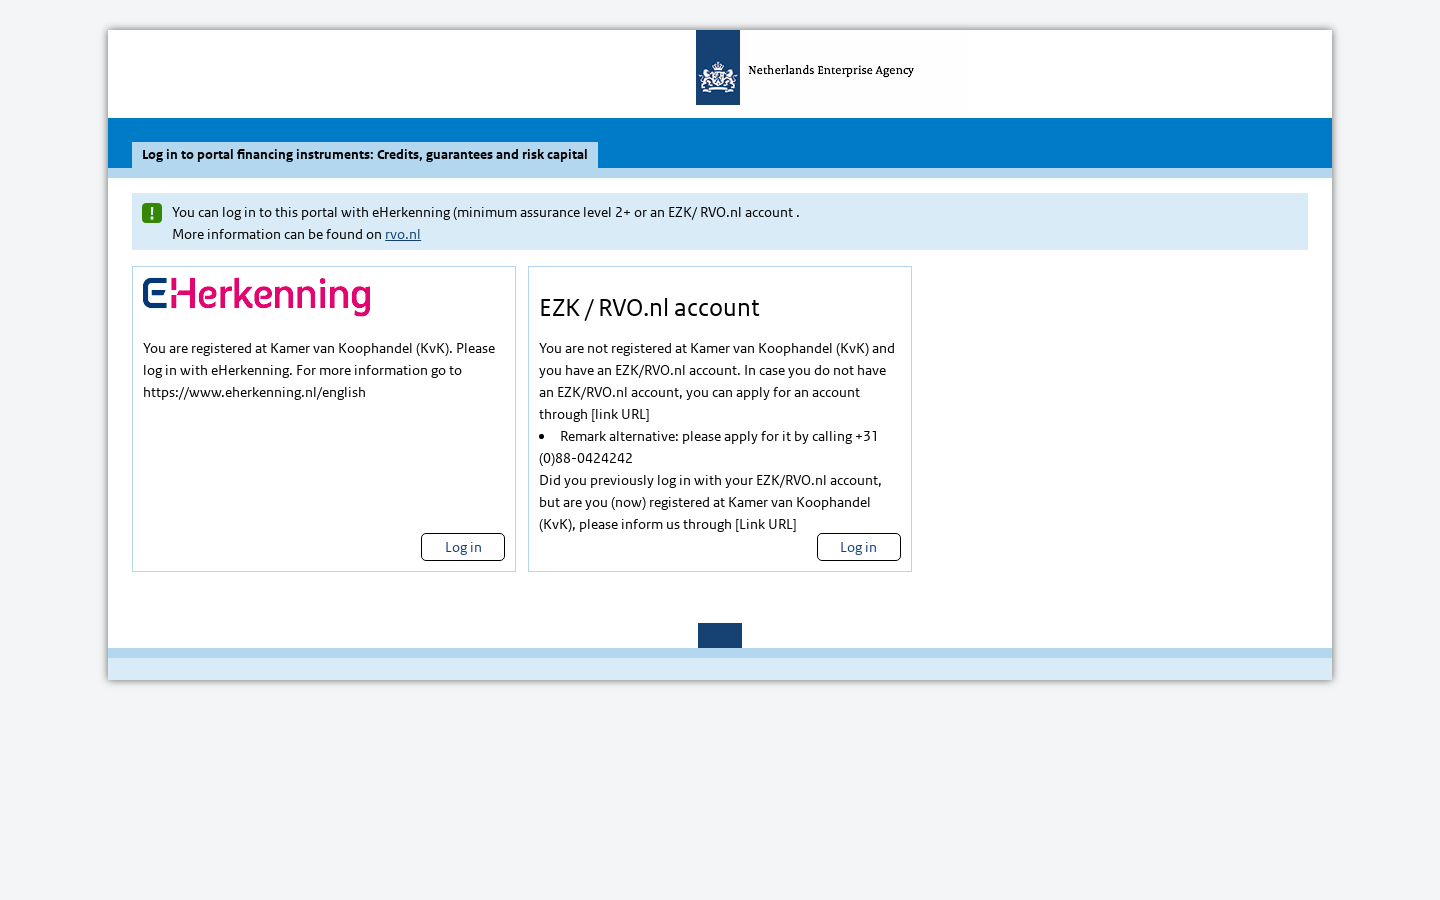 Netherlands Enterprise Agency
Log in to portal financing instruments: Credits, guarantees and risk capital
You can log in to this portal with eHerkenning (minimum assurance level 2+ or an EZK/ RVO.nl account .
More information can be found on rvo.nl
eHerkenning
You are registered at Kamer van Koophandel (KvK). Please
log in with eHerkenning. For more information go to
https://www.eherkenning.nl/english
Log in
EZK / RVO.nl account
You are not registered at Kamer van Koophandel (KvK) and
you have an EZK/RVO.nl account. In case you do not have
an EZK/RVO.nl account, you can apply for an account
through [link URL]
• Remark alternative: please apply for it by calling +31
(0)88-0424242
Did you previously log in with your EZK/RVO.nl account,
but are you (now) registered at Kamer van Koophandel
(KvK), please inform us through [Link URL]
Log in